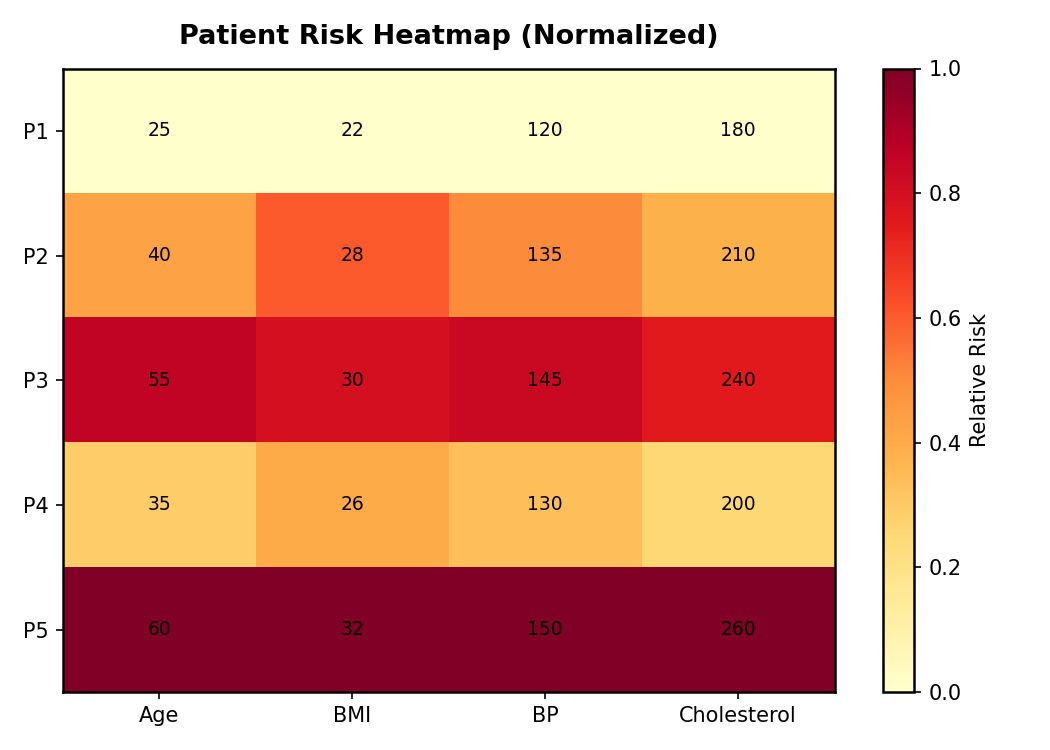 Patient Risk Heatmap (Normalized)
P1 25 22 120 180
P2 40 28 135 210
P3 55 30 145 240
P4 35 26 130 200
P5 60 32 150 260
Age BMI BP Cholesterol
1.0
0.8
0.6
0.4
0.2
0.0
Relative Risk